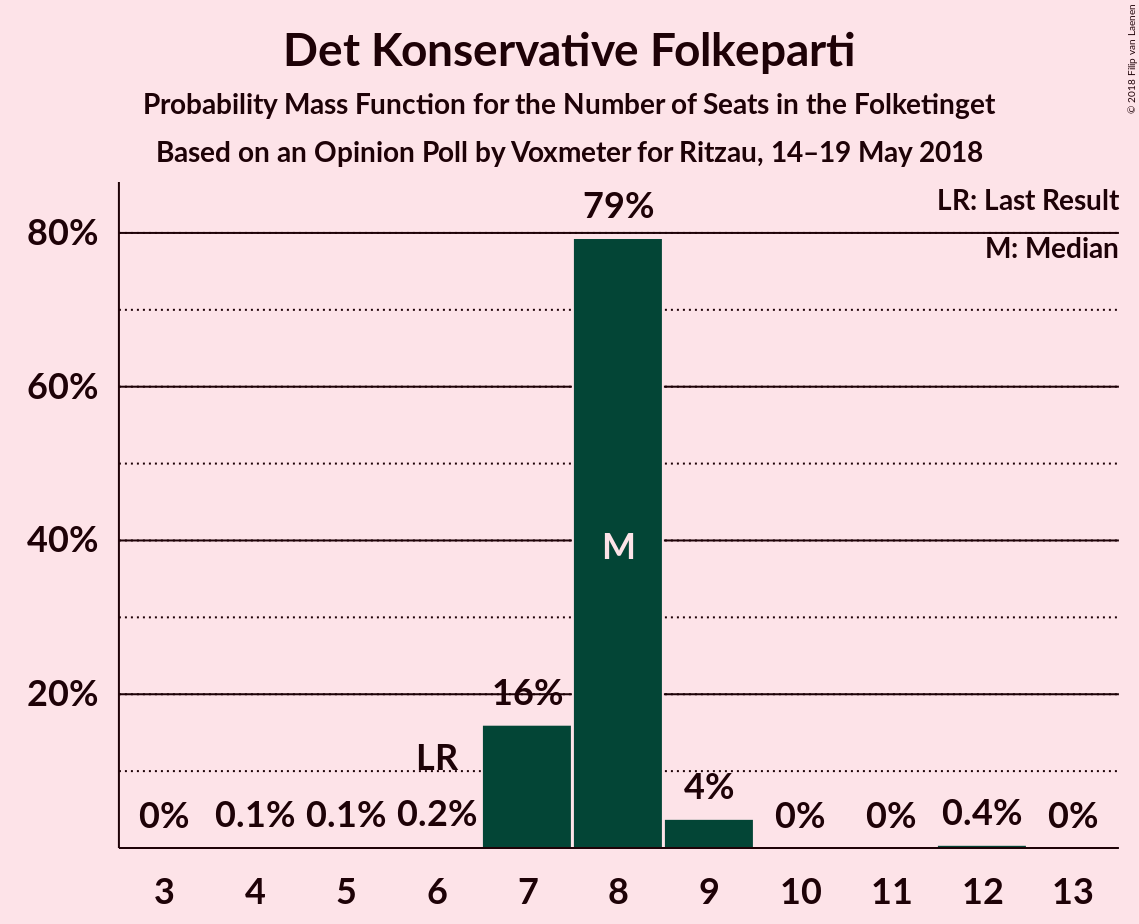 Det Konservative Folkeparti
Probability Mass Function for the Number of Seats in the Folketinget
Based on an Opinion Poll by Voxmeter for Ritzau, 14–19 May 2018
© 2018 Filip van Laenen
LR: Last Result
M: Median
80%
60%
40%
20%
0%
0.1%
0.1%
LR
0.2%
16%
79%
M
4%
0%
0%
0.4%
0%
3 4 5 6 7 8 9 10 11 12 13